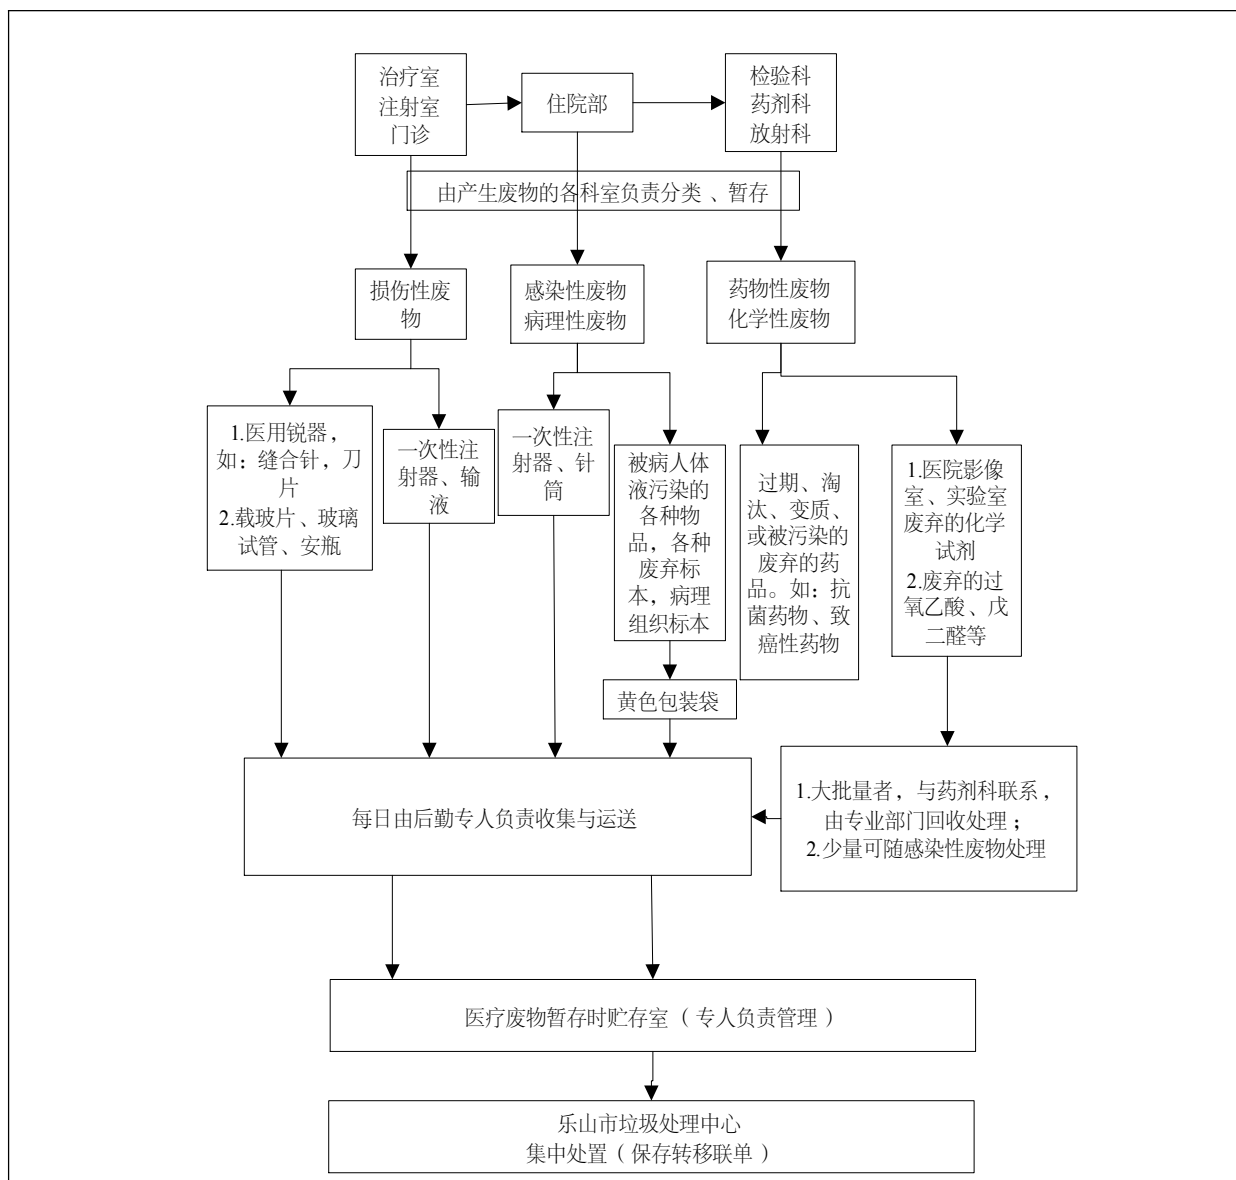 治疗室
注射室
门诊
住院部
检验科
药剂科
放射科
由产生废物的各科室负责分类、暂存
损伤性废
物
感染性废物
病理性废物
药物性废物
化学性废物
1.医用锐器，
如：缝合针，刀
片
2.载玻片、玻璃
试管、安瓶
一次性注
射器、输
液
一次性注
射器、针
筒
被病人体
液污染的
各种物
品，各种
废弃标
本，病理
组织标本
过期、淘
汰、变质、
或被污染的
废弃的药
品。如：抗
菌药物、致
癌性药物
1.医院影像
室、实验室
废弃的化学
试剂
2.废弃的过
氧乙酸、戊
二醛等
黄色包装袋
每日由后勤专人负责收集与运送
1.大批量者，与药剂科联系，
由专业部门回收处理；
2.少量可随感染性废物处理
医疗废物暂存时贮存室（专人负责管理）
乐山市垃圾处理中心
集中处置（保存转移联单）